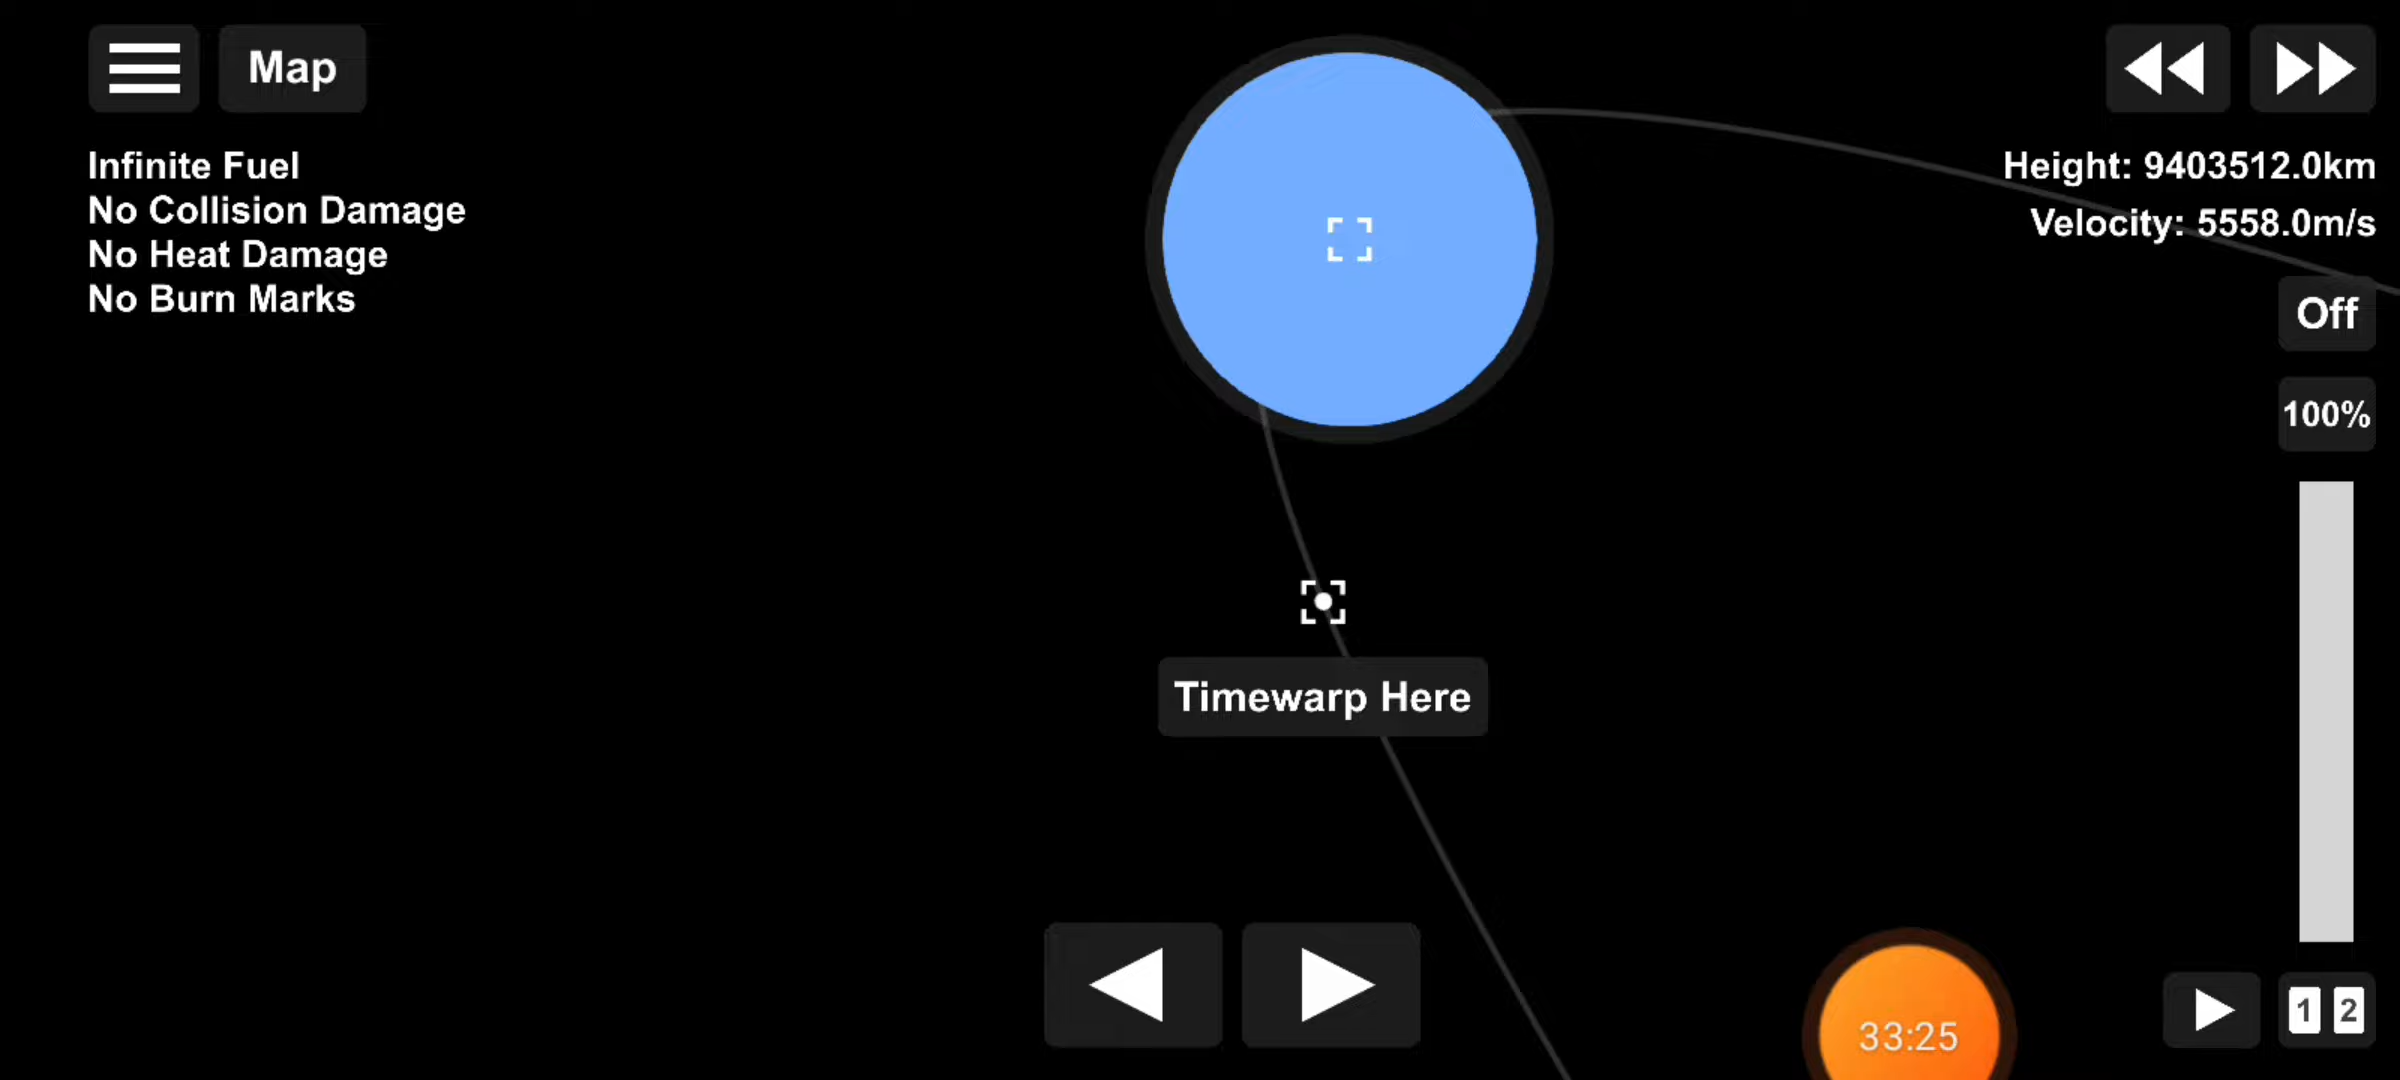 Map
Infinite Fuel
No Collision Damage
No Heat Damage
No Burn Marks
Height: 9403512.0km
Velocity: 5558.0m/s
Off
100%
Timewarp Here
33:25
1 2